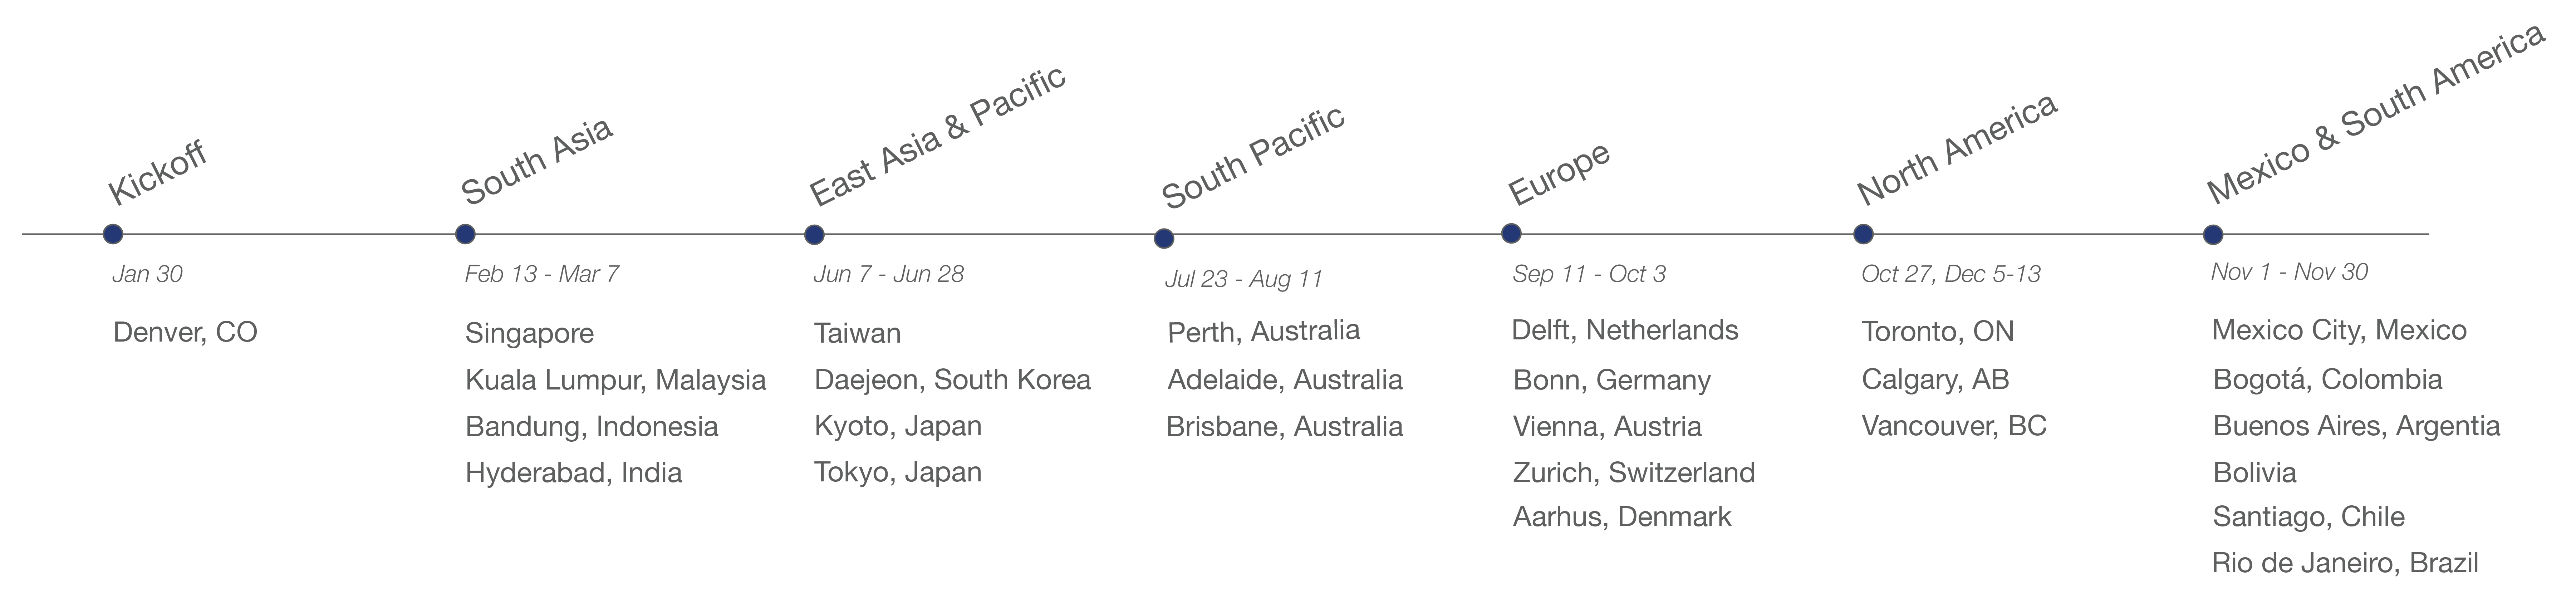 Kickoff
Jan 30
Denver, CO
South Asia
Feb 13 - Mar 7
Singapore
Kuala Lumpur, Malaysia
Bandung, Indonesia
Hyderabad, India
East Asia & Pacific
Jun 7 - Jun 28
Taiwan
Daejeon, South Korea
Kyoto, Japan
Tokyo, Japan
South Pacific
Jul 23 - Aug 11
Perth, Australia
Adelaide, Australia
Brisbane, Australia
Europe
Sep 11 - Oct 3
Delft, Netherlands
Bonn, Germany
Vienna, Austria
Zurich, Switzerland
Aarhus, Denmark
North America
Oct 27, Dec 5-13
Toronto, ON
Calgary, AB
Vancouver, BC
Mexico & South America
Nov 1 - Nov 30
Mexico City, Mexico
Bogotá, Colombia
Buenos Aires, Argentia
Bolivia
Santiago, Chile
Rio de Janeiro, Brazil